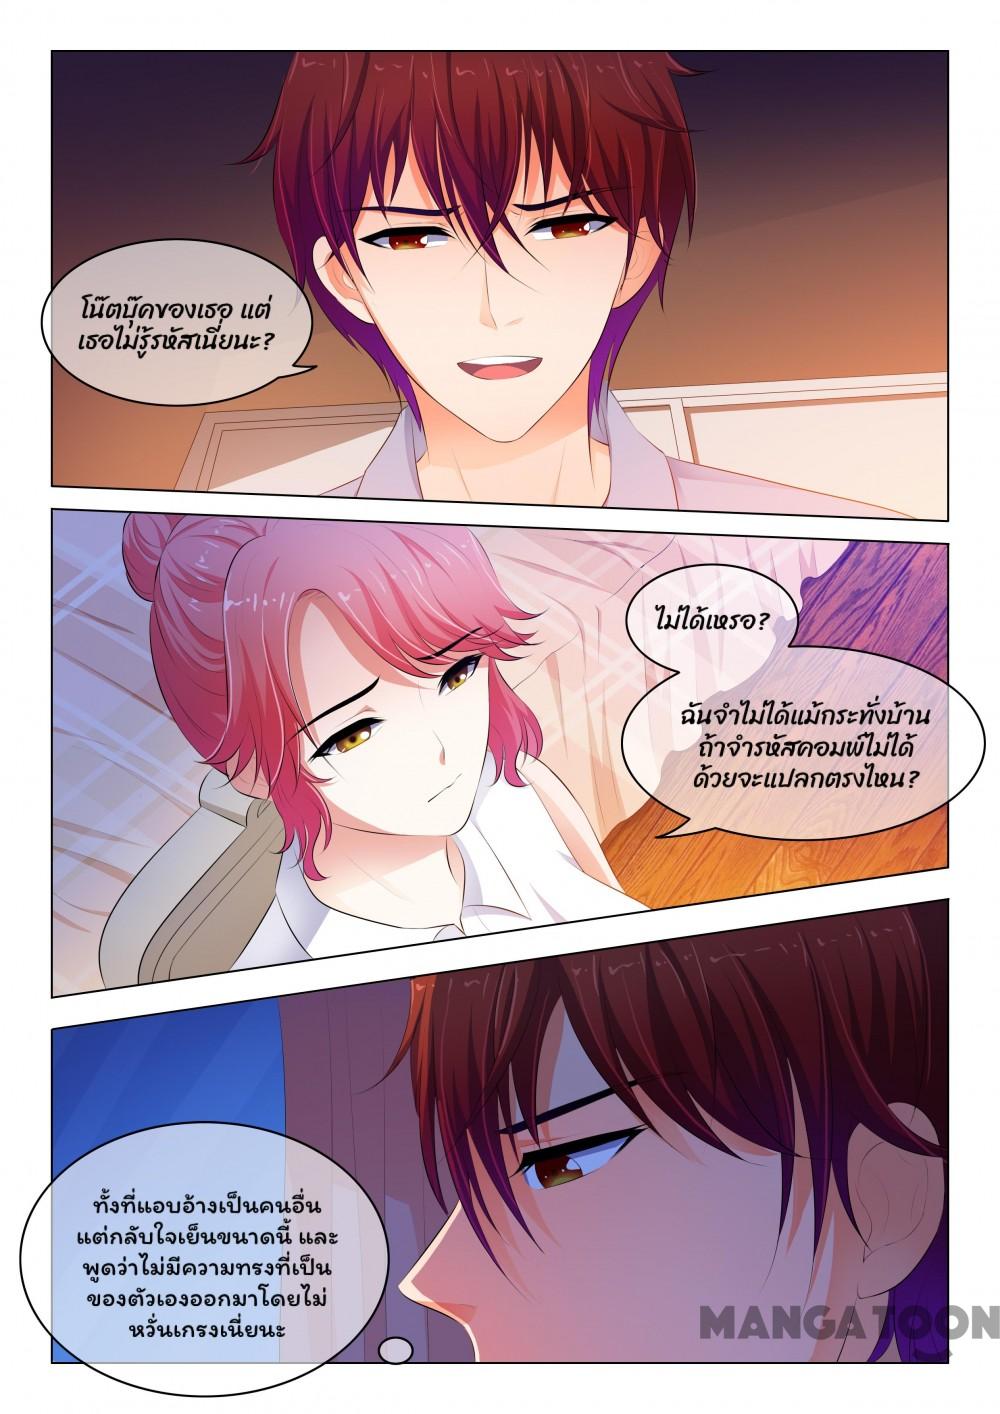 โน๊ตบุ๊คของเธอ แต่
เธอไม่รู้รหัสเนี่ยนะ?
ไม่ได้เหรอ?
ฉันจำไม่ได้แม้กระทั่งบ้าน
ถ้าจำรหัสคอมพ์ไม่ได้
ด้วยจะแปลกตรงไหน?
ทั้งที่แอบอ้างเป็นคนอื่น
แต่กลับใจเย็นขนาดนี้ และ
พูดว่าไม่มีความทรงที่เป็น
ของตัวเองออกมาโดยไม่
หวั่นเกรงเนี่ยนะ
MANGATOON